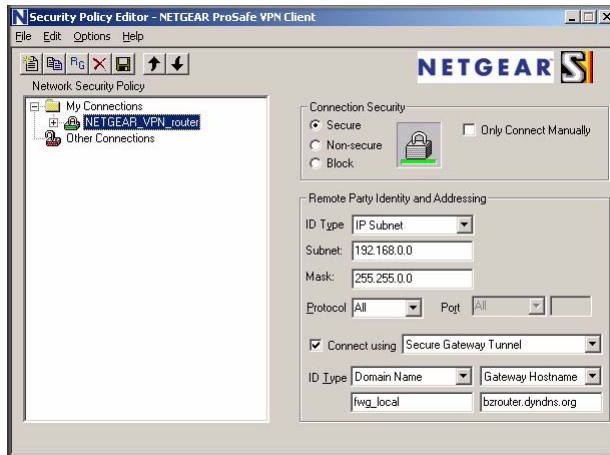 Security Policy Editor - NETGEAR ProSafe VPN Client
File Edit Options Help
NETGEAR
Network Security Policy
My Connections
NETGEAR_VPN_router
Other Connections
Connection Security
Secure
Non-secure
Block
Only Connect Manually
Remote Party Identity and Addressing
ID Type IP Subnet
Subnet: 192.168.0.0
Mask: 255.255.0.0
Protocol All Port All
Connect using Secure Gateway Tunnel
ID Type Domain Name Gateway Hostname
fwg_local bzrouter.dyndns.org